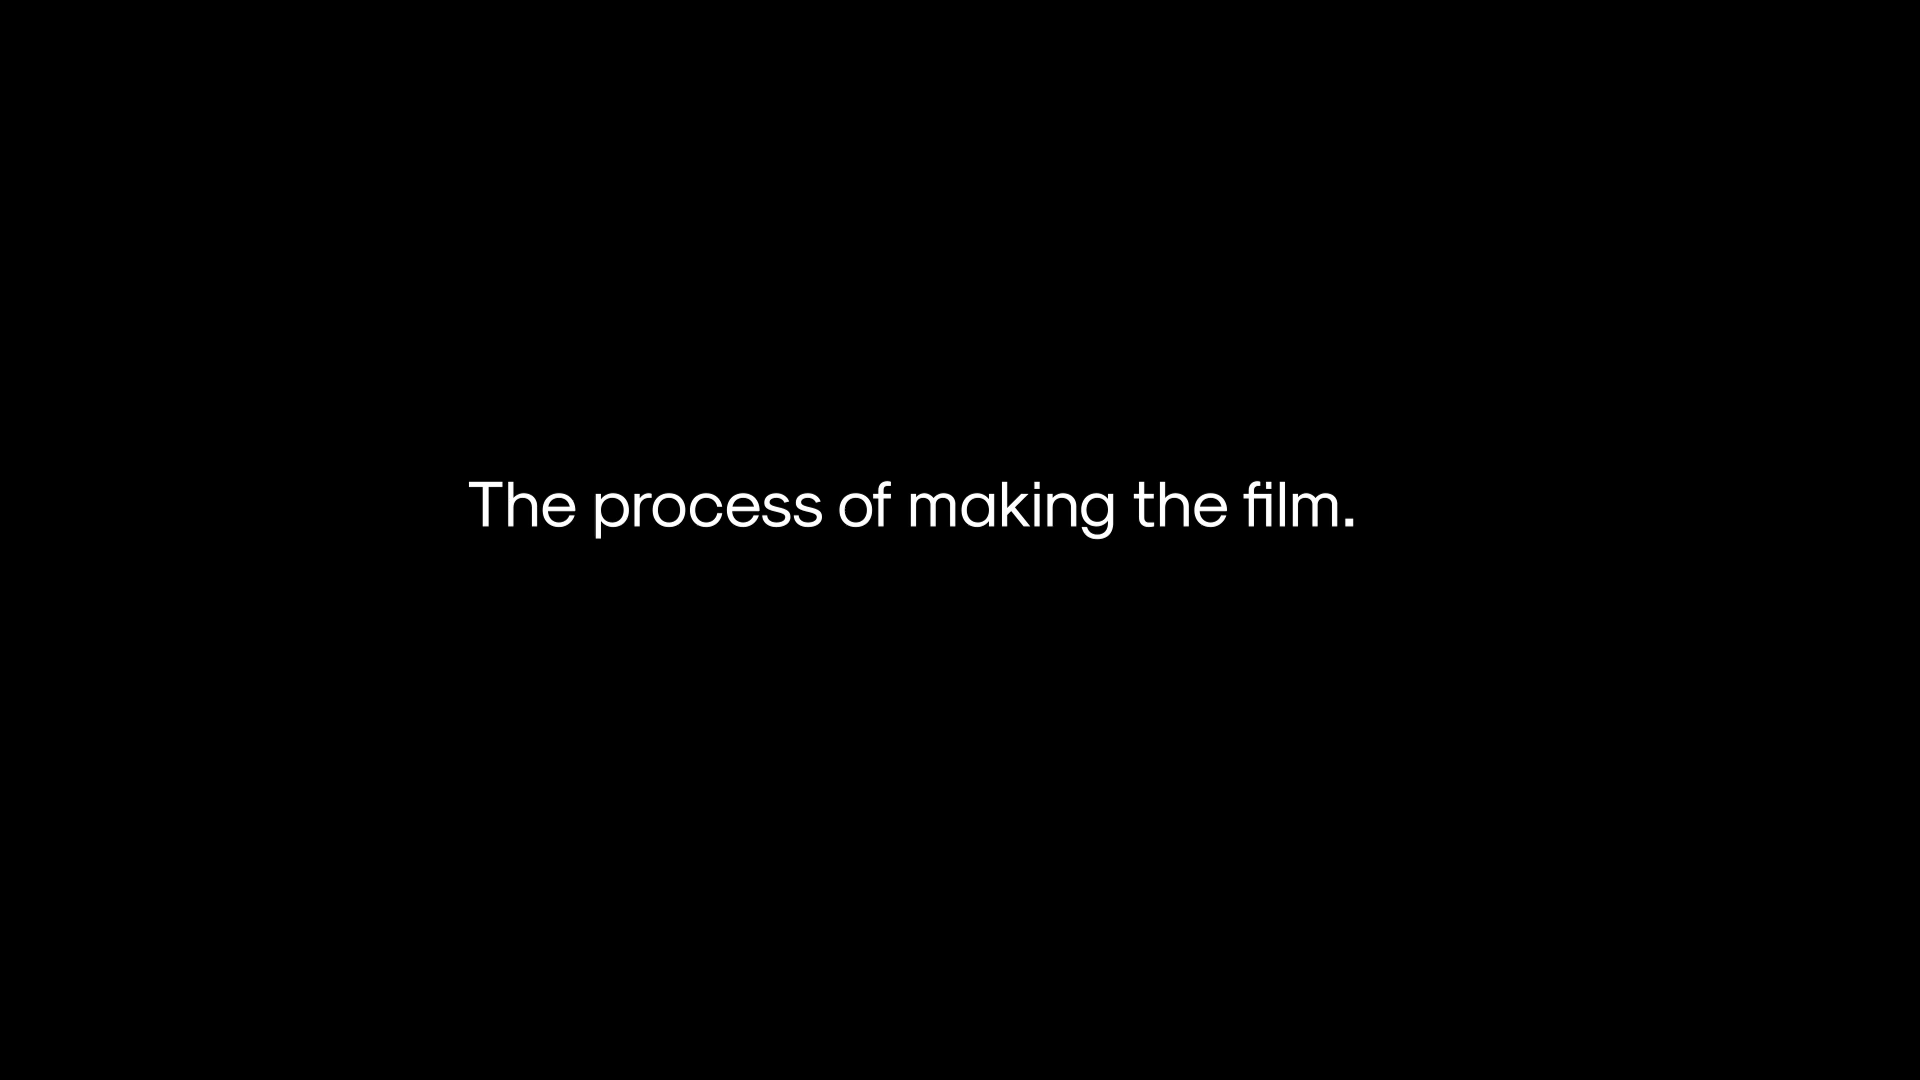 The process of making the film.